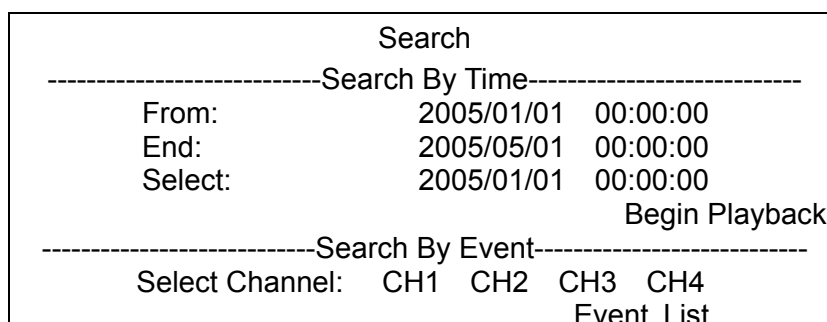 Search
----------------------------Search By Time----------------------------
From: 2005/01/01 00:00:00
End: 2005/05/01 00:00:00
Select: 2005/01/01 00:00:00
Begin Playback
----------------------------Search By Event----------------------------
Select Channel: CH1 CH2 CH3 CH4
Event List